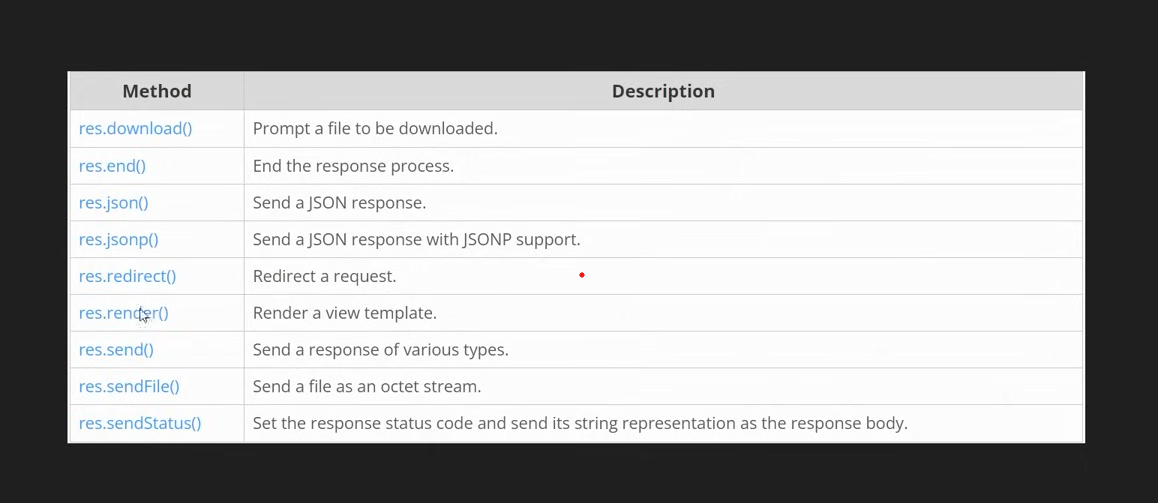 Method Description
res.download() Prompt a file to be downloaded.
res.end() End the response process.
res.json() Send a JSON response.
res.jsonp() Send a JSON response with JSONP support.
res.redirect() Redirect a request.
res.render() Render a view template.
res.send() Send a response of various types.
res.sendFile() Send a file as an octet stream.
res.sendStatus() Set the response status code and send its string representation as the response body.